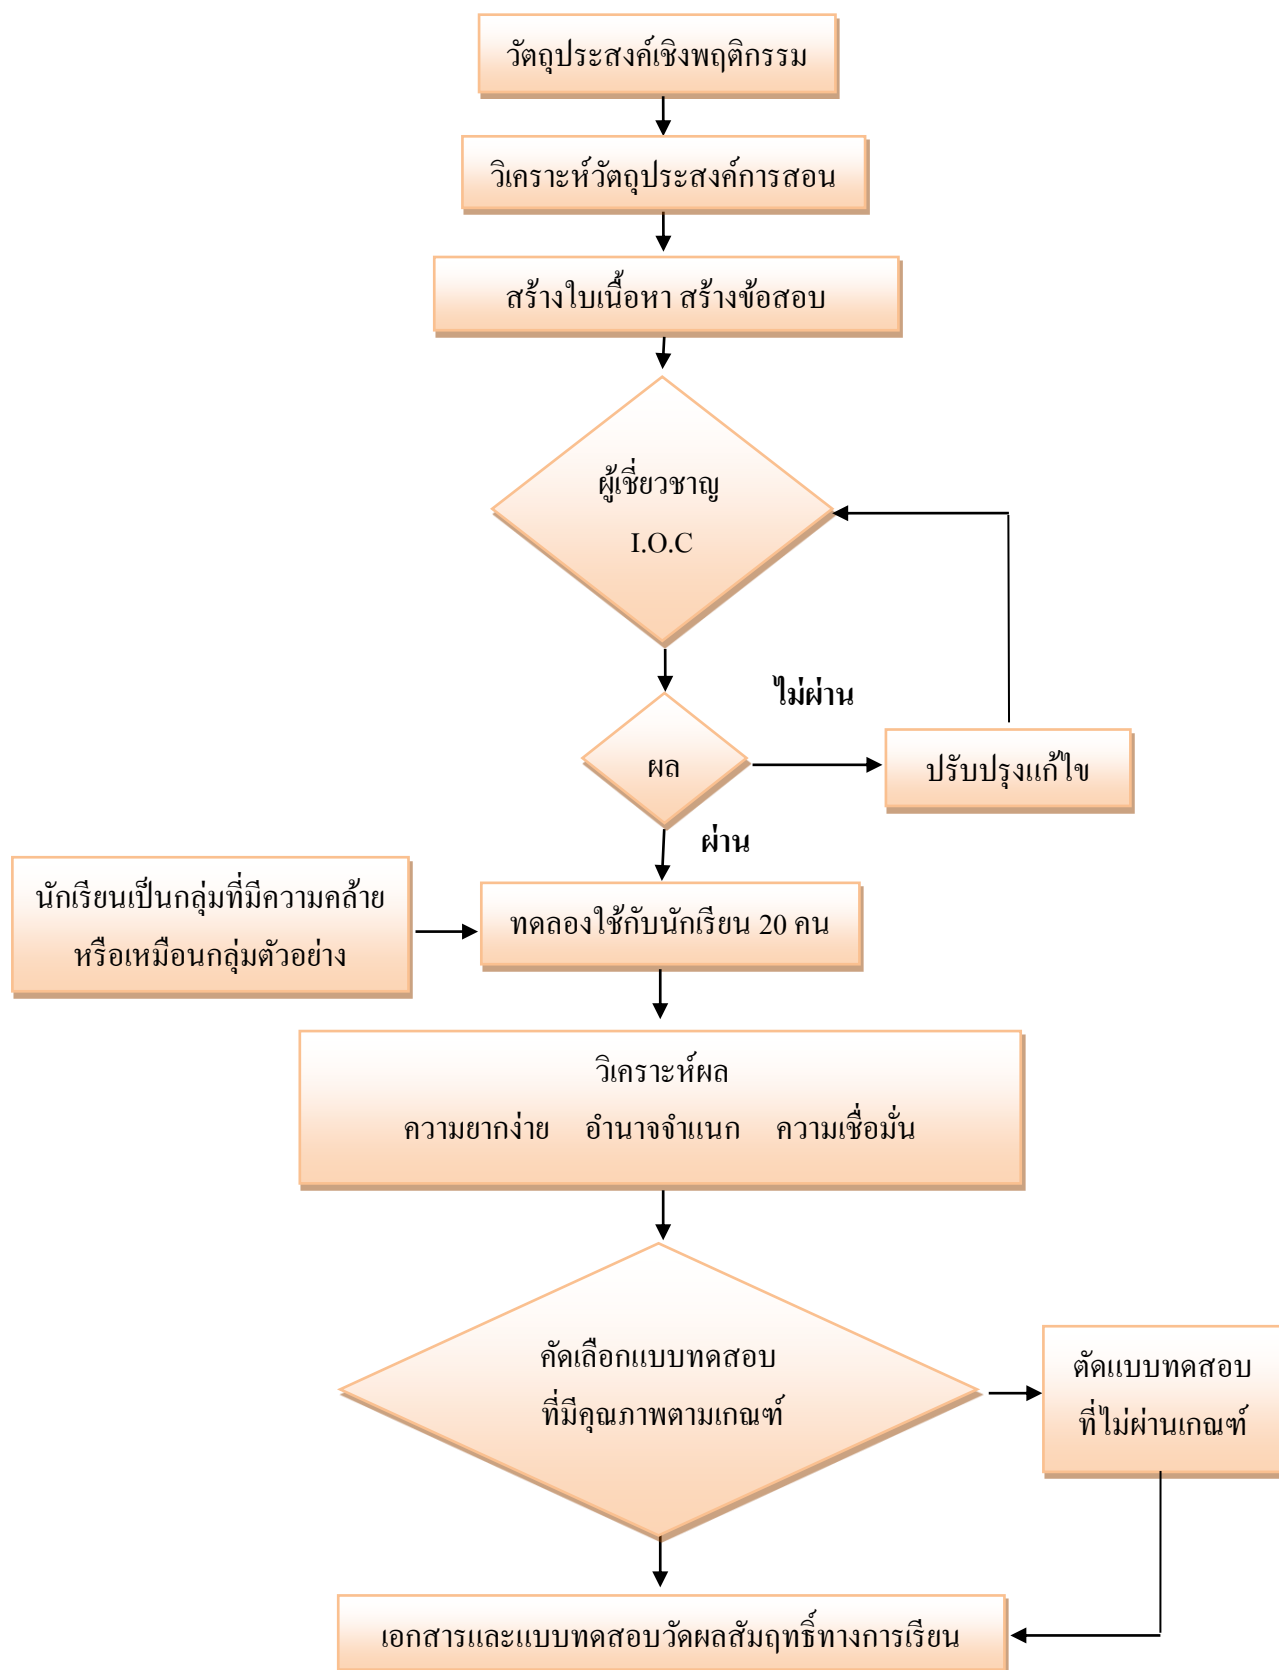 วัตถุประสงค์เชิงพฤติกรรม
วิเคราะห์วัตถุประสงค์การสอน
สร้างใบเนื้อหา สร้างข้อสอบ
ผู้เชี่ยวชาญ
I.O.C
ไม่ผ่าน
ผล
ปรับปรุงแก้ไข
ผ่าน
นักเรียนเป็นกลุ่มที่มีความคล้าย
หรือเหมือนกลุ่มตัวอย่าง
ทดลองใช้กับนักเรียน 20 คน
วิเคราะห์ผล
ความยากง่าย อำนาจจำแนก ความเชื่อมั่น
คัดเลือกแบบทดสอบ
ที่มีคุณภาพตามเกณฑ์
ตัดแบบทดสอบ
ที่ไม่ผ่านเกณฑ์
เอกสารและแบบทดสอบวัดผลสัมฤทธิ์ทางการเรียน